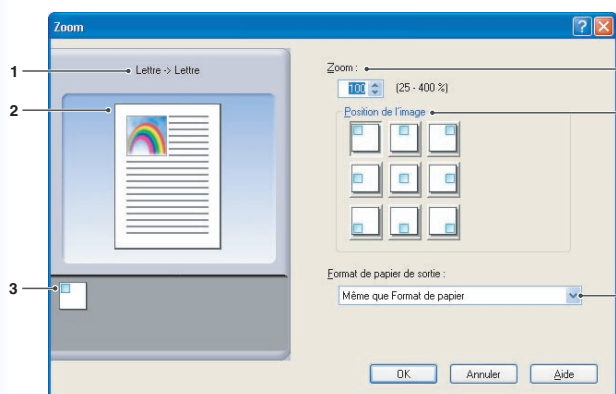 Zoom
1
Lettre -> Lettre
2
3
Zoom :
100
(25 - 400 %)
Position de l'image
Format de papier de sortie :
Même que Format de papier
OK
Annuler
Aide